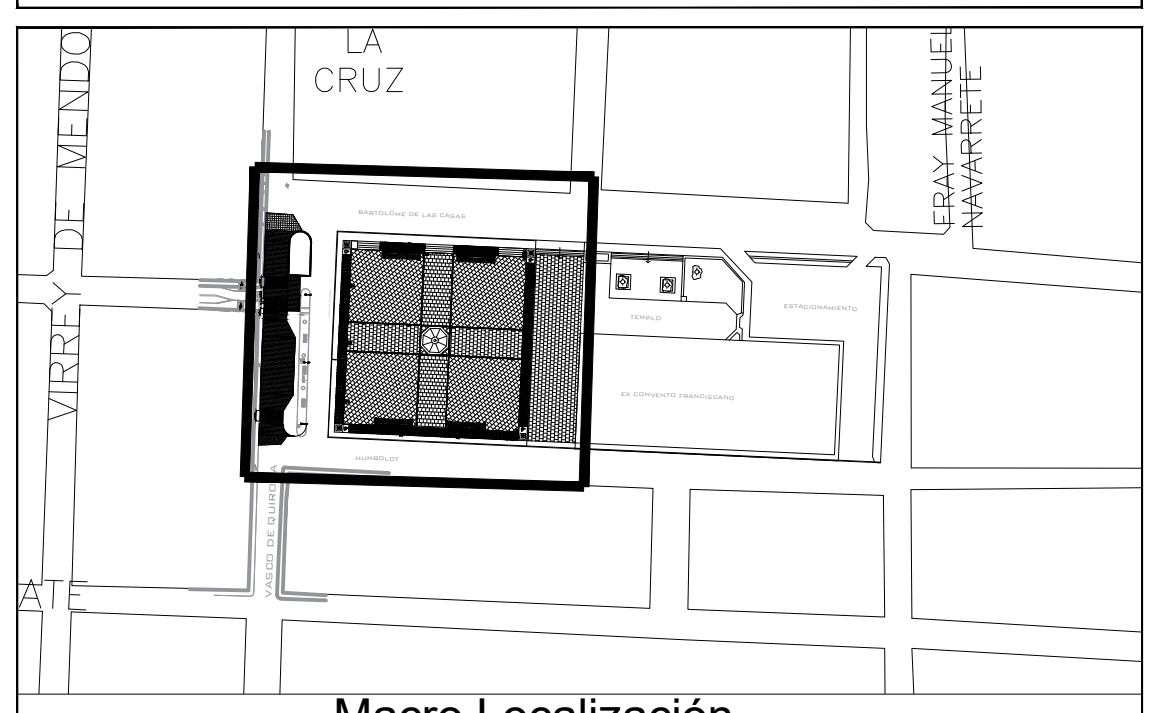 LA
CRUZ
DE MENDO
VIRREY
FRAY MANUEL
NAVARRETE
BARTOLOME DE LAS CASAS
TEMPLO
ESTACIONAMIENTO
EX CONVENTO FRANCISCANO
HUMBOLDT
VASCO DE QUIROGA
ATE
Macro Localización